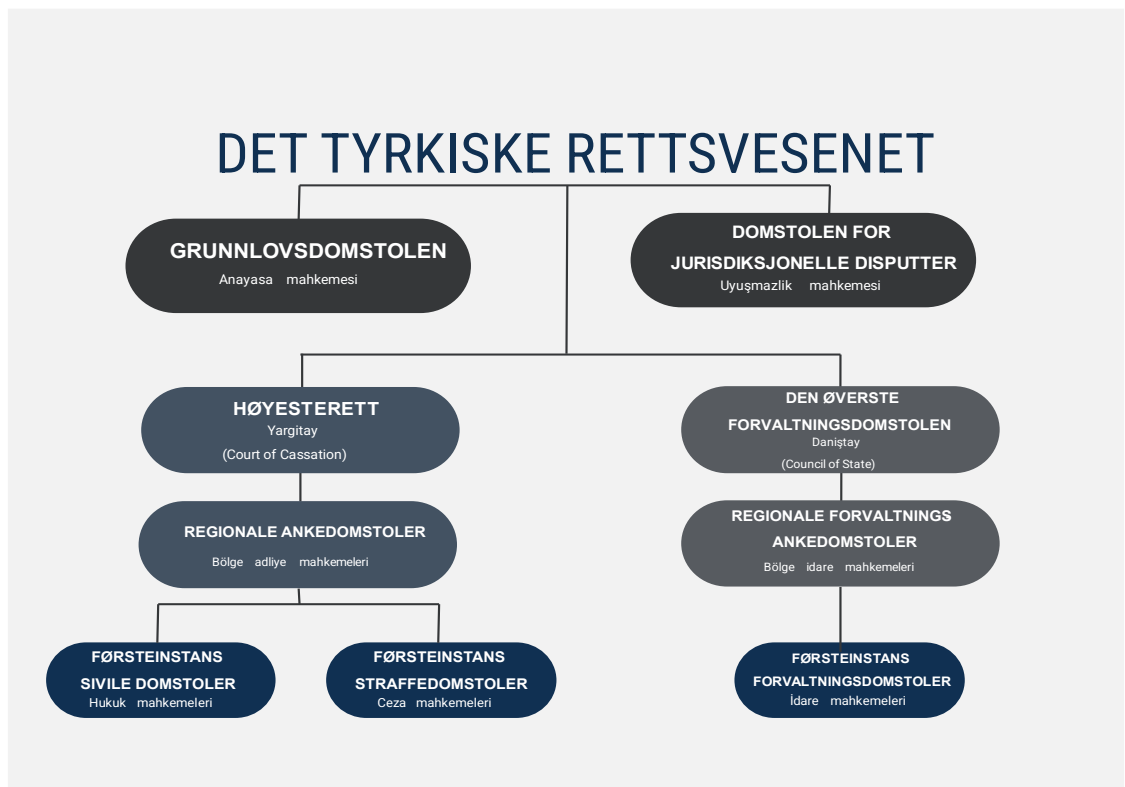 DET TYRKISKE RETTSVESENET
GRUNNLOVSDOMSTOLEN
Anayasa mahkemesi
DOMSTOLEN FOR
JURISDIKSJONELLE DISPUTTER
Uyuşmazlik mahkemesi
HØYESTERETT
Yargitay
(Court of Cassation)
DEN ØVERSTE
FORVALTNINGSDOMSTOLEN
Daniştay
(Council of State)
REGIONALE ANKEDOMSTOLER
Bölge adliye mahkemeleri
REGIONALE FORVALTNINGS
ANKEDOMSTOLER
Bölge idare mahkemeleri
FØRSTEINSTANS
SIVILE DOMSTOLER
Hukuk mahkemeleri
FØRSTEINSTANS
STRAFFEDOMSTOLER
Ceza mahkemeleri
FØRSTEINSTANS
FORVALTNINGSDOMSTOLER
İdare mahkemeleri